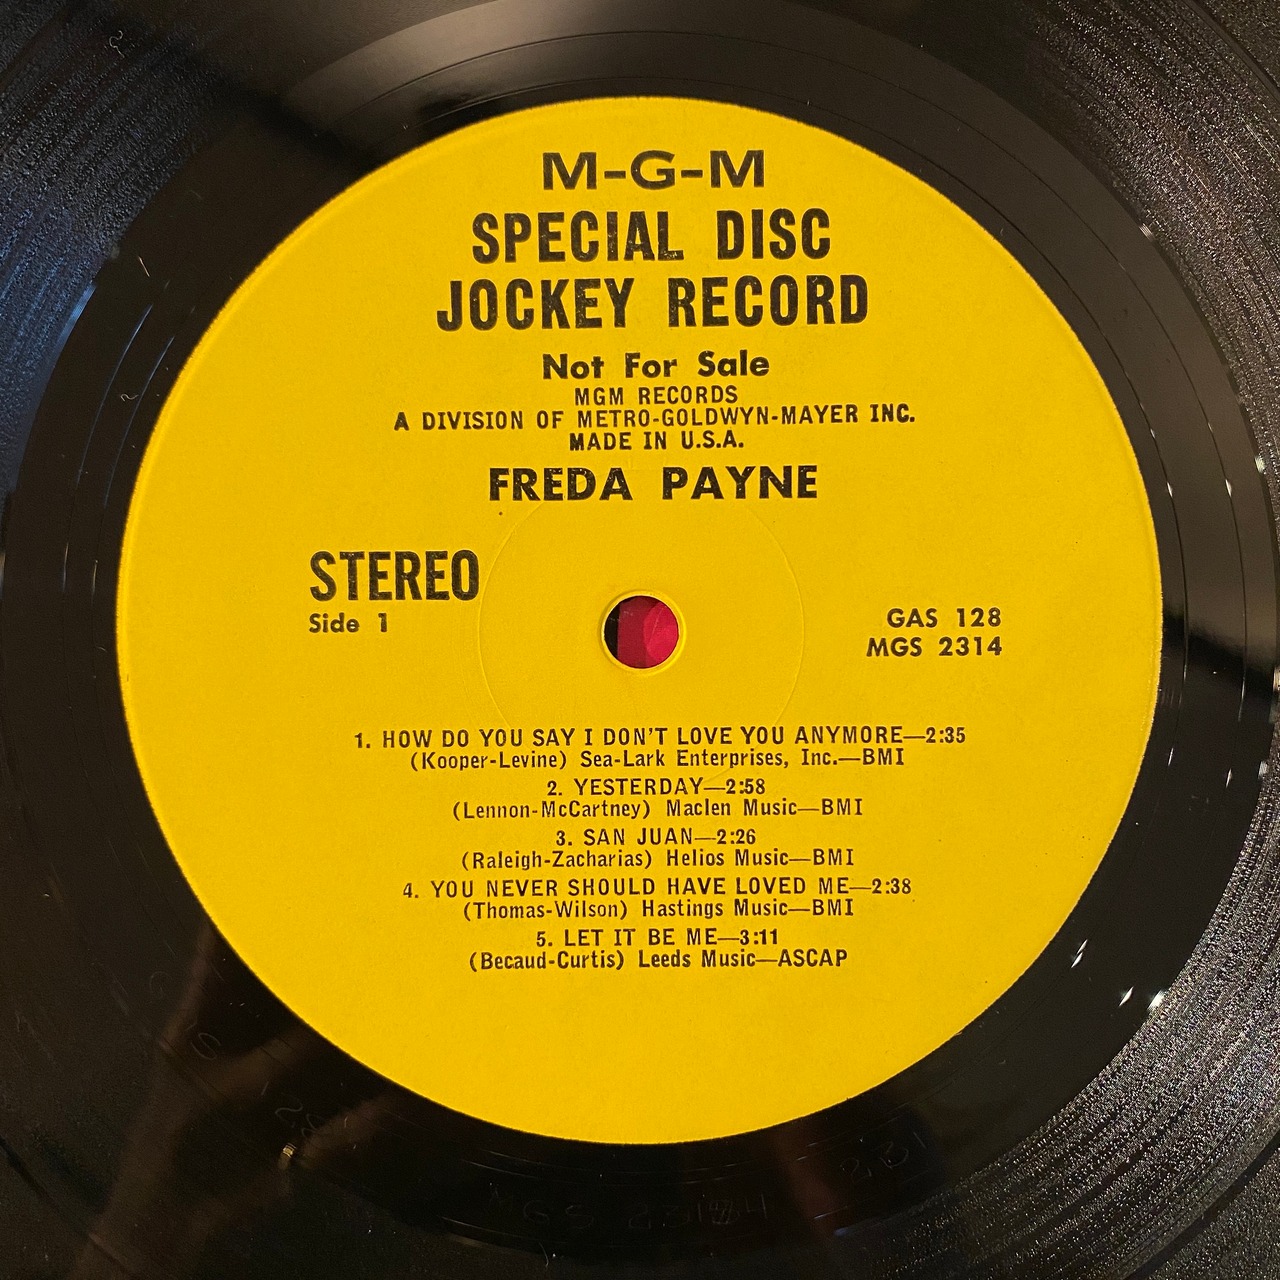 M-G-M
SPECIAL DISC
JOCKEY RECORD
Not For Sale
MGM RECORDS
A DIVISION OF METRO-GOLDWYN-MAYER INC.
MADE IN U.S.A.
FREDA PAYNE
STEREO
Side 1
GAS 128
MGS 2314
1. HOW DO YOU SAY I DON'T LOVE YOU ANYMORE—2:35
(Kooper-Levine) Sea-Lark Enterprises, Inc.—BMI
2. YESTERDAY—2:58
(Lennon-McCartney) Maclen Music—BMI
3. SAN JUAN—2:26
(Raleigh-Zacharias) Helios Music—BMI
4. YOU NEVER SHOULD HAVE LOVED ME—2:38
(Thomas-Wilson) Hastings Music—BMI
5. LET IT BE ME—3:11
(Becaud-Curtis) Leeds Music—ASCAP